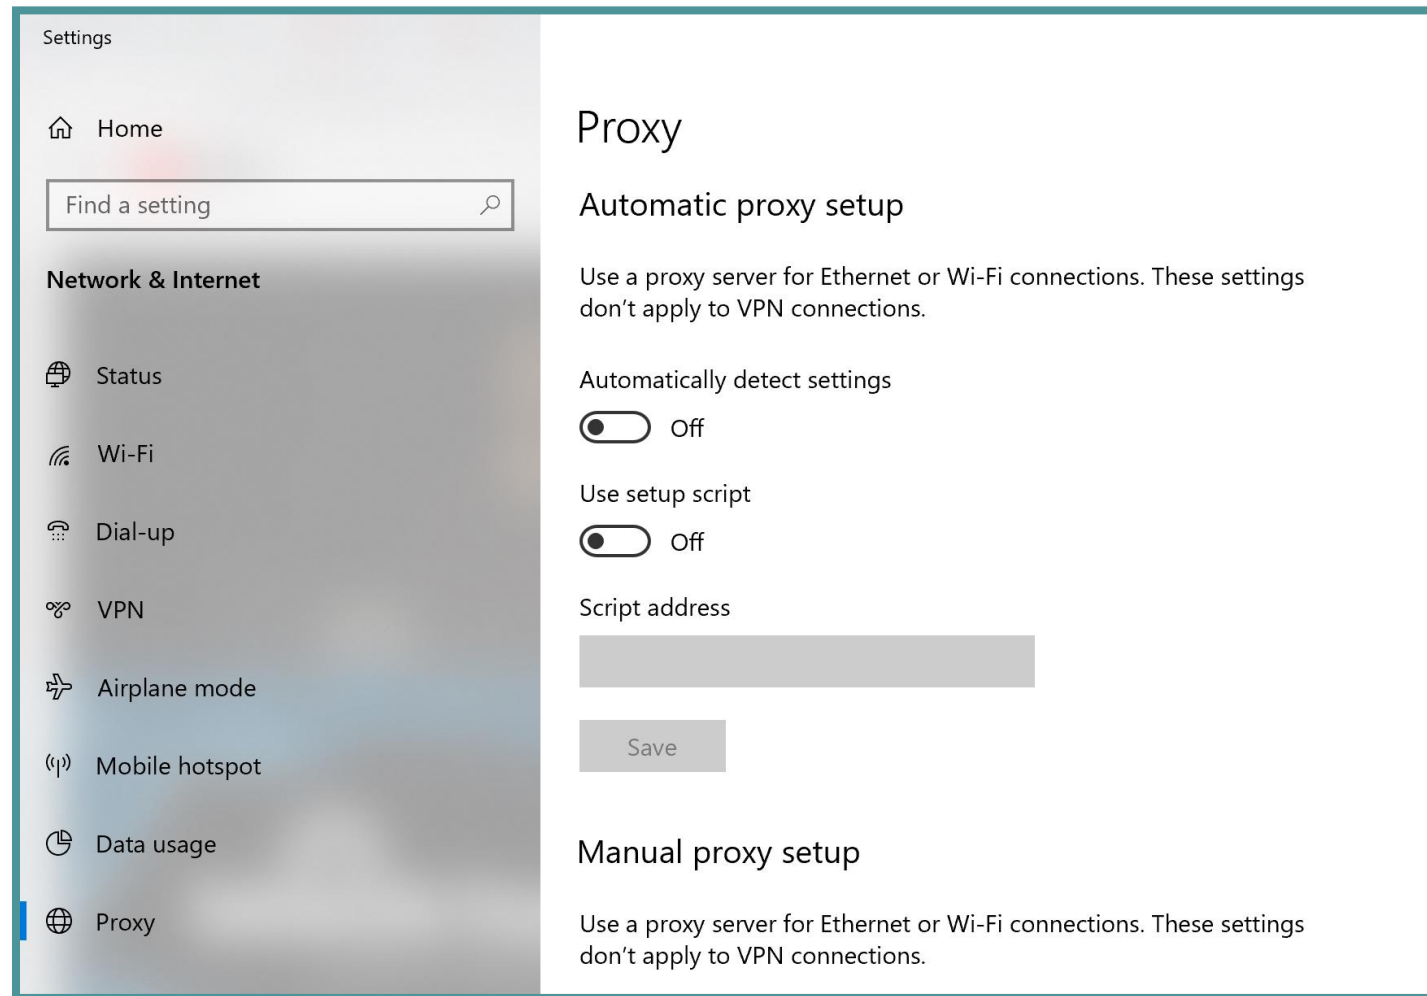 Settings
Home
Find a setting
Network & Internet
Status
Wi-Fi
Dial-up
VPN
Airplane mode
Mobile hotspot
Data usage
Proxy
Proxy
Automatic proxy setup
Use a proxy server for Ethernet or Wi-Fi connections. These settings
don’t apply to VPN connections.
Automatically detect settings
Off
Use setup script
Off
Script address
Save
Manual proxy setup
Use a proxy server for Ethernet or Wi-Fi connections. These settings
don’t apply to VPN connections.